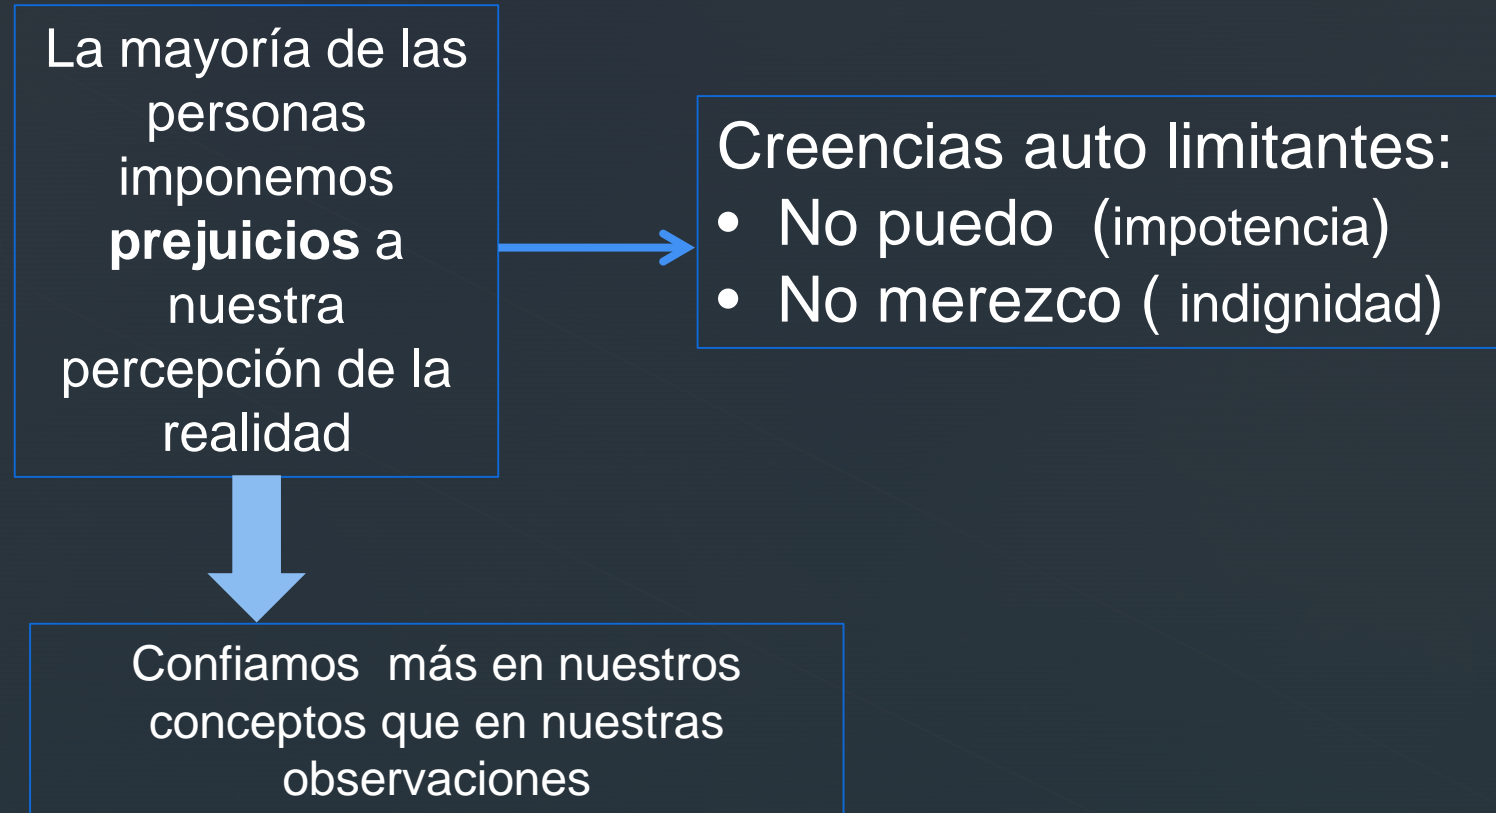 La mayoría de las
personas
imponemos
prejuicios a
nuestra
percepción de la
realidad
Creencias auto limitantes:
• No puedo (impotencia)
• No merezco ( indignidad)
Confiamos más en nuestros
conceptos que en nuestras
observaciones